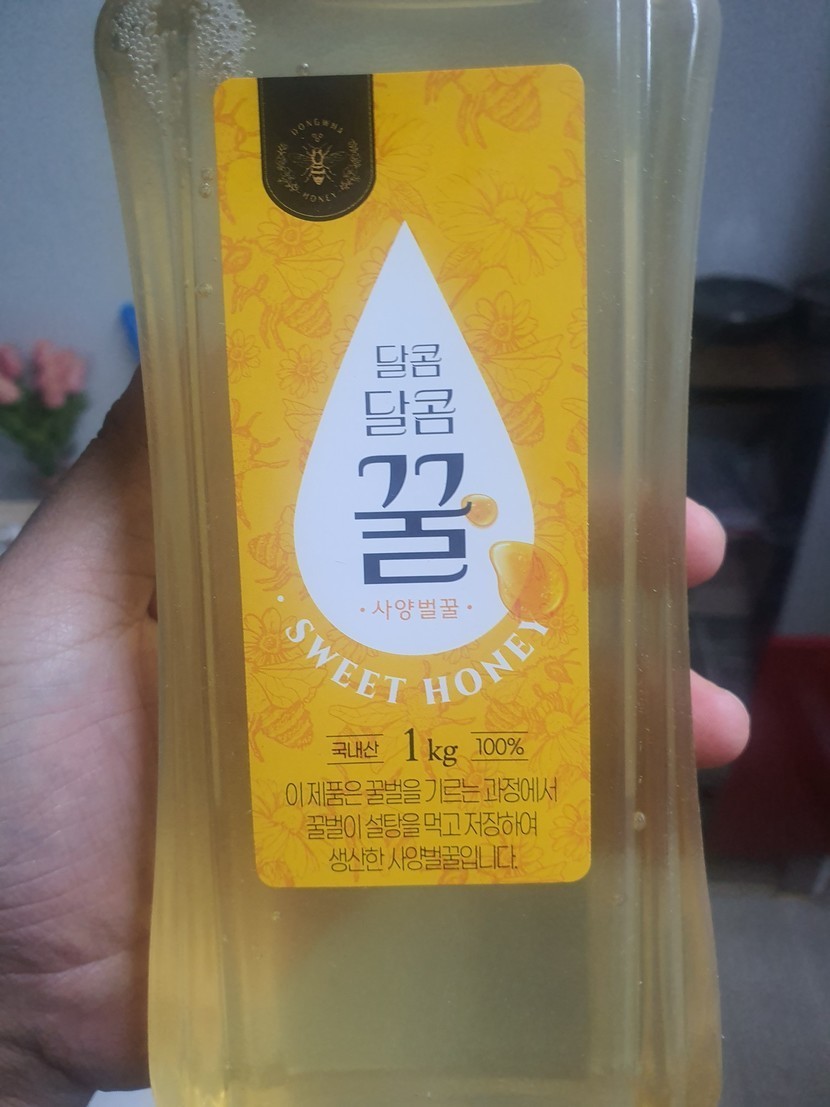 DONGWHA
HONEY
달콤
달콤
꿀
·사양벌꿀·
· SWEET HONEY ·
국내산 1 kg 100%
이 제품은 꿀벌을 기르는 과정에서
꿀벌이 설탕을 먹고 저장하여
생산한 사양벌꿀입니다.